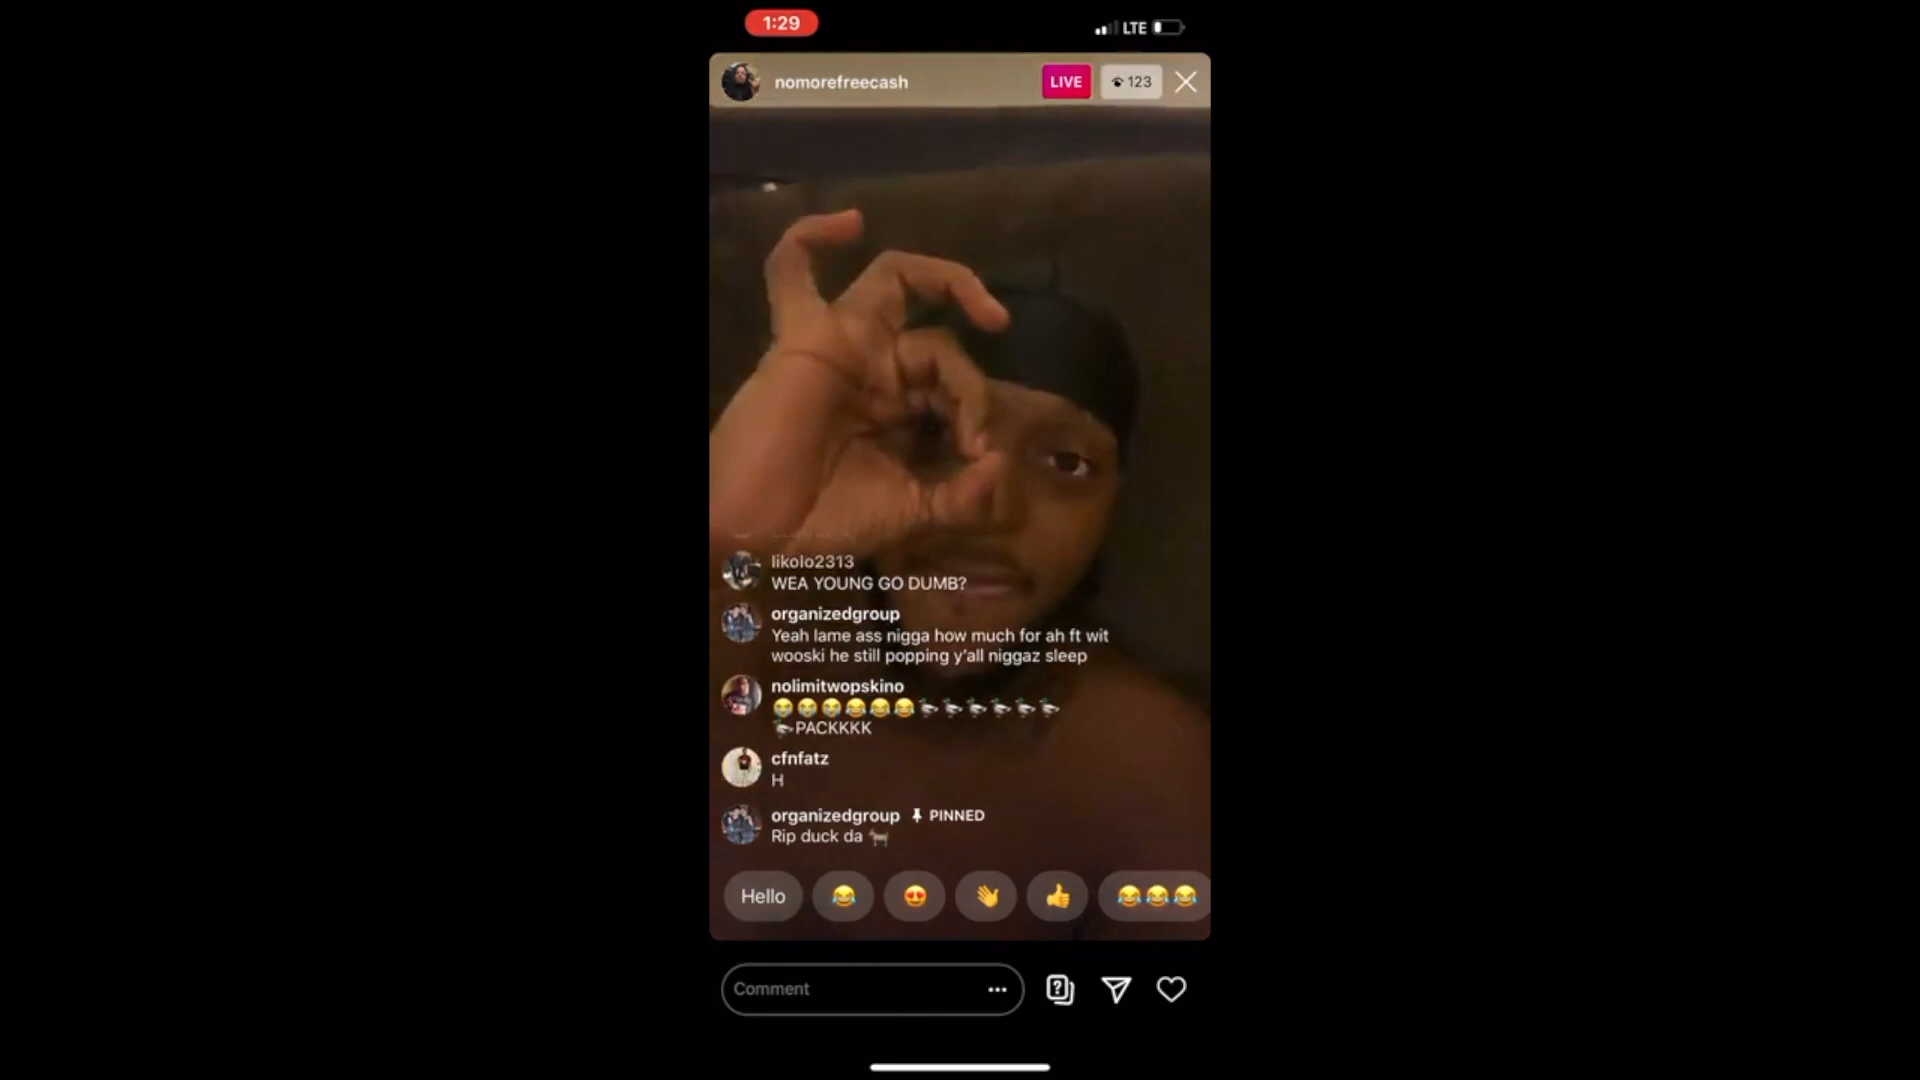 1:29
LTE
nomorefreecash
LIVE
123
likolo2313
WEA YOUNG GO DUMB?
organizedgroup
Yeah lame ass nigga how much for ah ft wit
wooski he still popping y'all niggaz sleep
nolimitwopskino
😭😭😭😂😂😂🦆🦆🦆🦆🦆🦆
🦆PACKKKK
cfnfatz
H
organizedgroup PINNED
Rip duck da 🐐
Hello 😂 😍 👋 👍 😂😂😂
Comment